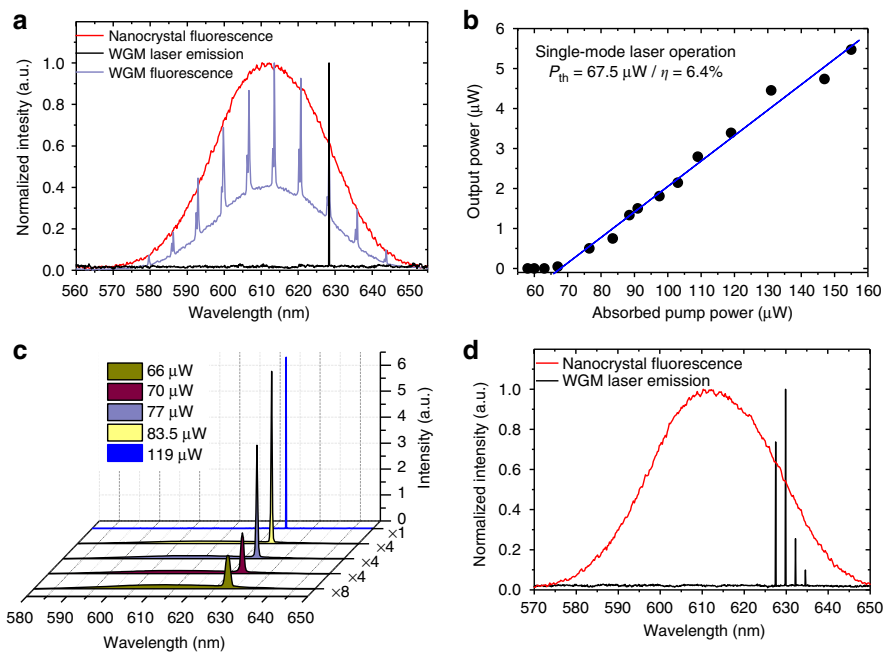 a
Nanocrystal fluorescence
WGM laser emission
WGM fluorescence
Normalized intesity (a.u.)
1.0
0.8
0.6
0.4
0.2
0.0
560 570 580 590 600 610 620 630 640 650
Wavelength (nm)
b
Single-mode laser operation
P_th = 67.5 μW / η = 6.4%
Output power (μW)
6
5
4
3
2
1
0
60 70 80 90 100 110 120 130 140 150 160
Absorbed pump power (μW)
c
66 μW
70 μW
77 μW
83.5 μW
119 μW
6
5
4
3
2
1
0
Intensity (a.u.)
×1
×4
×4
×4
×8
580 590 600 610 620 630 640 650
Wavelength (nm)
d
Nanocrystal fluorescence
WGM laser emission
Normalized intensity (a.u.)
1.0
0.8
0.6
0.4
0.2
0.0
570 580 590 600 610 620 630 640 650
Wavelength (nm)